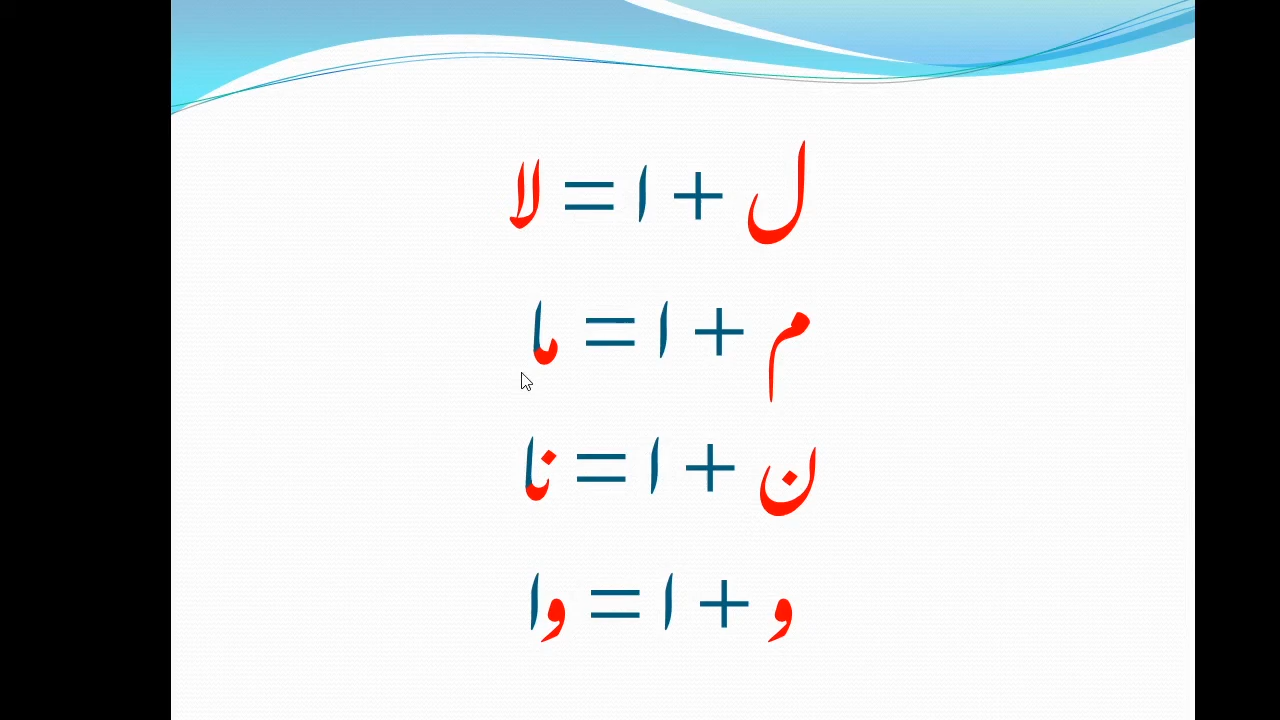 ل + ا = لا
م + ا = ما
ن + ا = نا
و + ا = وا